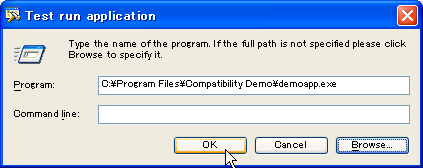 Test run application
Type the name of the program. If the full path is not specified please click
Browse to specify it.
Program:
C:¥Program Files¥Compatibility Demo¥demoapp.exe
Command line:
OK
Cancel
Browse...